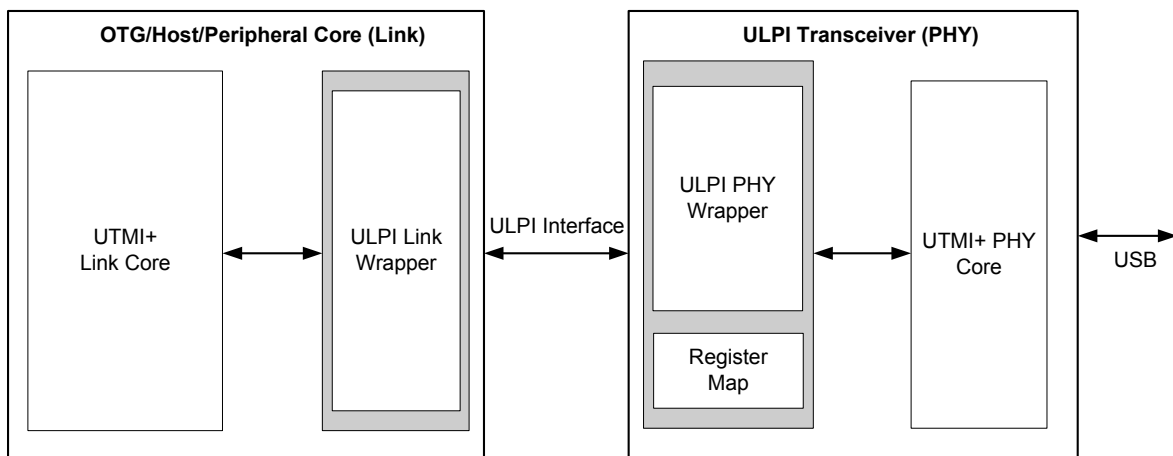 OTG/Host/Peripheral Core (Link)
UTMI+
Link Core
ULPI Link
Wrapper
ULPI Interface
ULPI Transceiver (PHY)
ULPI PHY
Wrapper
Register
Map
UTMI+ PHY
Core
USB